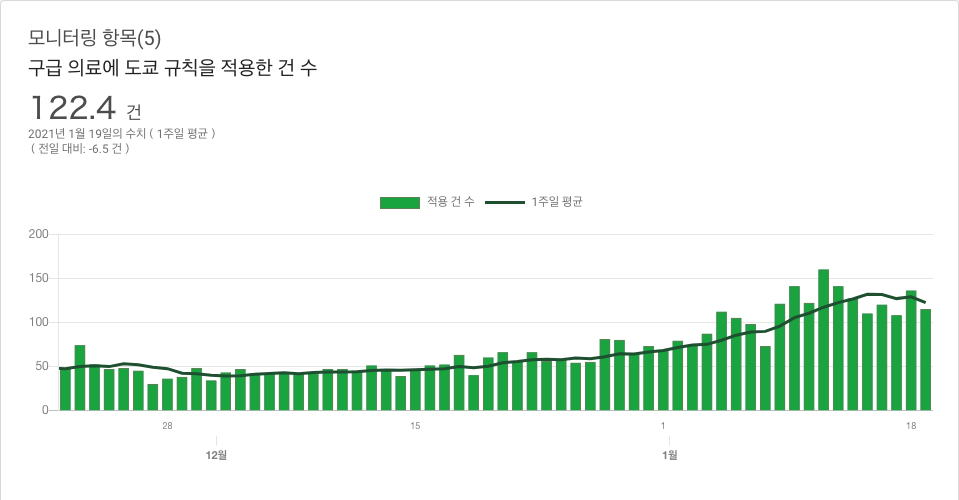 모니터링 항목(5)
구급 의료에 도쿄 규칙을 적용한 건 수
122.4 건
2021년 1월 19일의 수치 ( 1주일 평균 )
( 전일 대비: -6.5 건 )
적용 건 수 1주일 평균
200
150
100
50
0
28 15 1 18
12월 1월